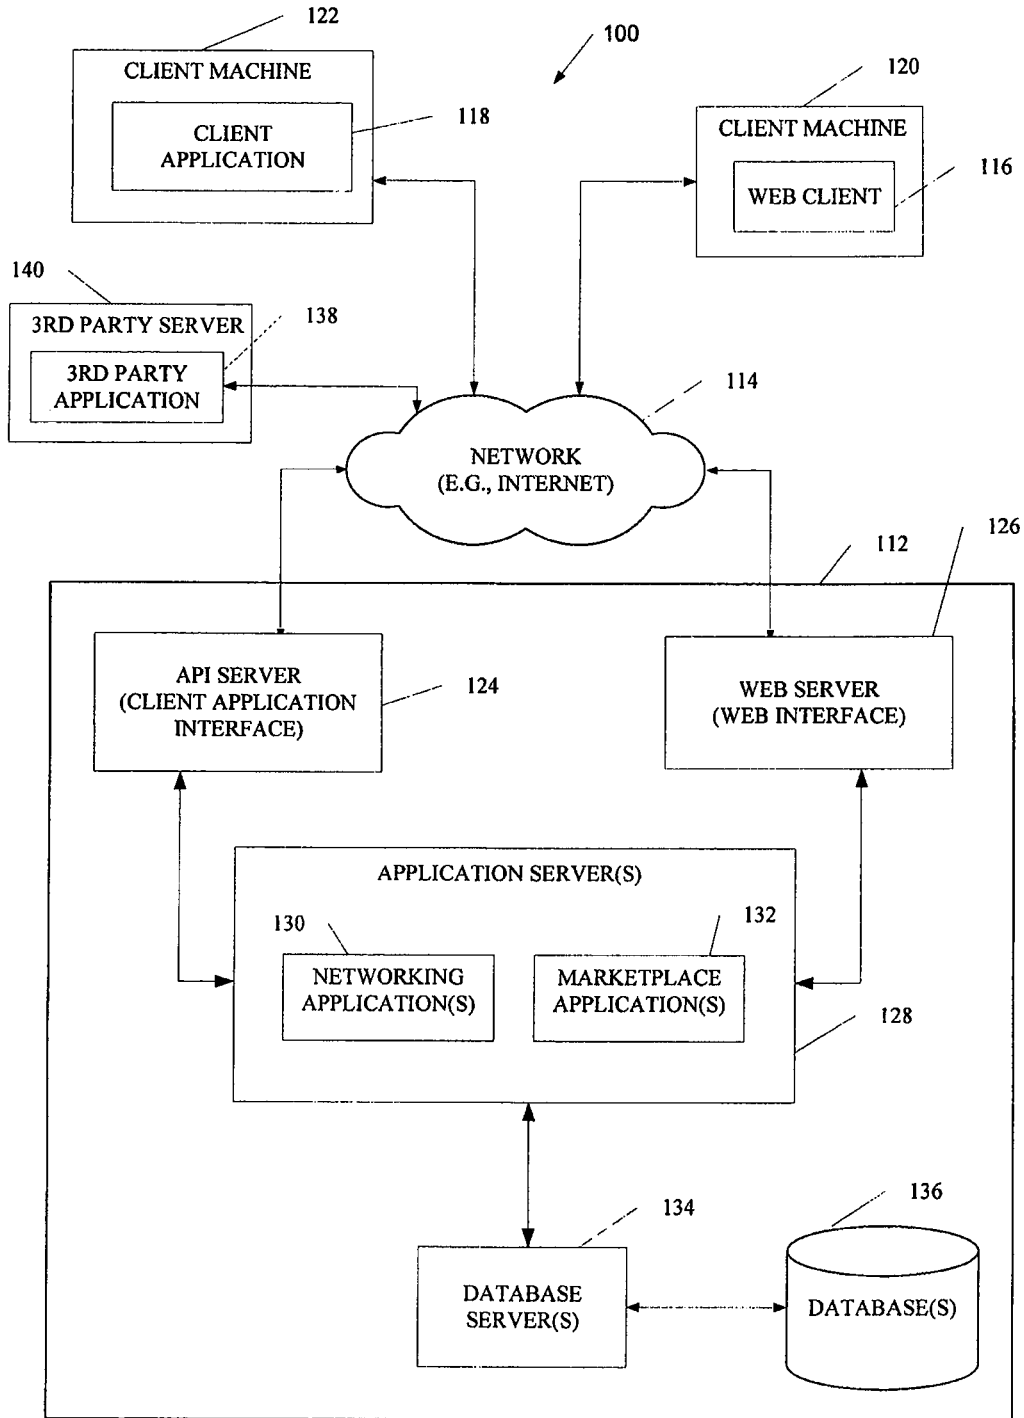 122
100
CLIENT MACHINE
120
118
CLIENT
APPLICATION
CLIENT MACHINE
116
WEB CLIENT
140
3RD PARTY SERVER
138
3RD PARTY
APPLICATION
114
NETWORK
(E.G., INTERNET)
126
112
API SERVER
(CLIENT APPLICATION
INTERFACE)
124
WEB SERVER
(WEB INTERFACE)
APPLICATION SERVER(S)
130
132
NETWORKING
APPLICATION(S)
MARKETPLACE
APPLICATION(S)
128
134
136
DATABASE
SERVER(S)
DATABASE(S)